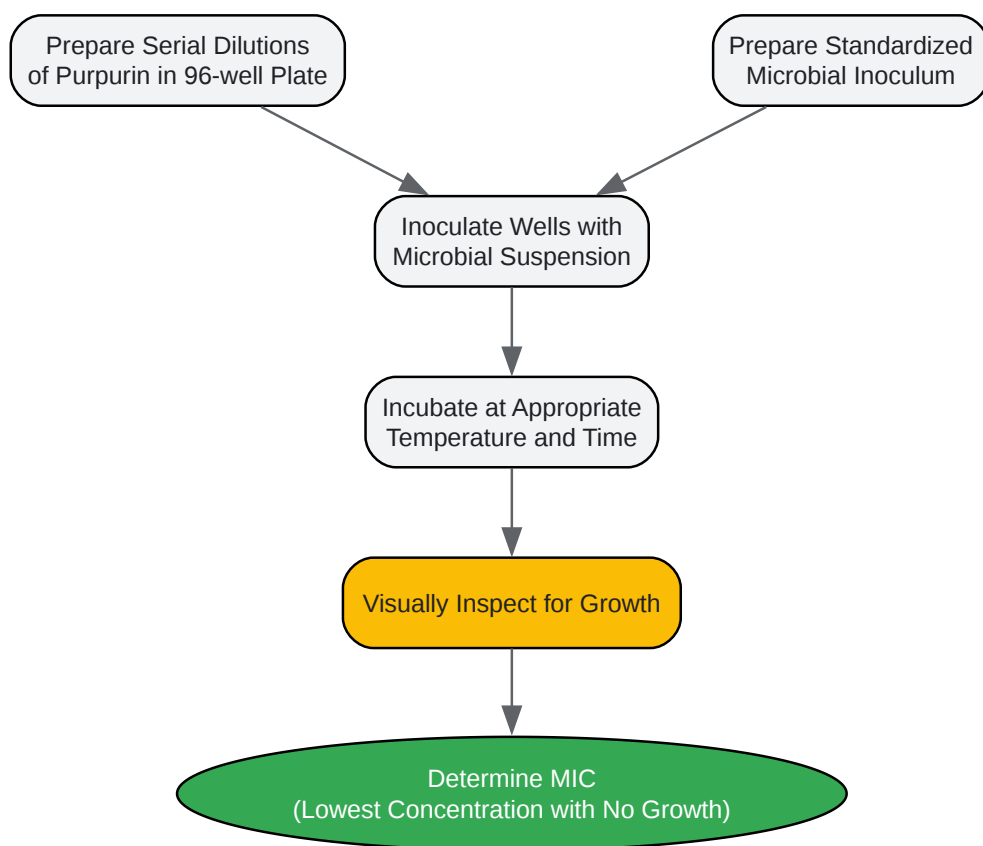 Prepare Serial Dilutions
of Purpurin in 96-well Plate
Prepare Standardized
Microbial Inoculum
Inoculate Wells with
Microbial Suspension
Incubate at Appropriate
Temperature and Time
Visually Inspect for Growth
Determine MIC
(Lowest Concentration with No Growth)